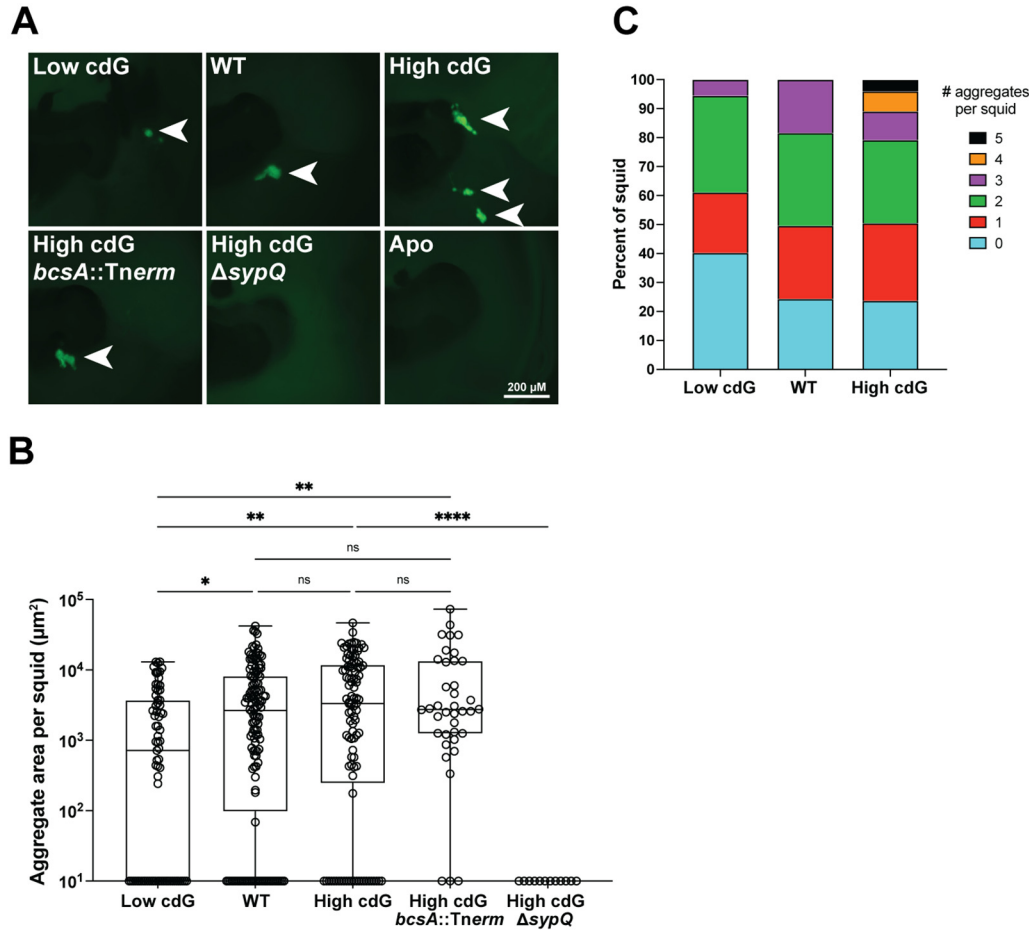 A
Low cdG
WT
High cdG
High cdG
bcsA::Tnerm
High cdG
ΔsypQ
Apo
200 µM
C
Percent of squid
100
90
80
70
60
50
40
30
20
10
0
Low cdG
WT
High cdG
# aggregates
per squid
5
4
3
2
1
0
B
Aggregate area per squid (µm²)
10⁵
10⁴
10³
10²
10¹
**
**
****
ns
*
ns
ns
Low cdG
WT
High cdG
High cdG
bcsA::Tnerm
High cdG
ΔsypQ